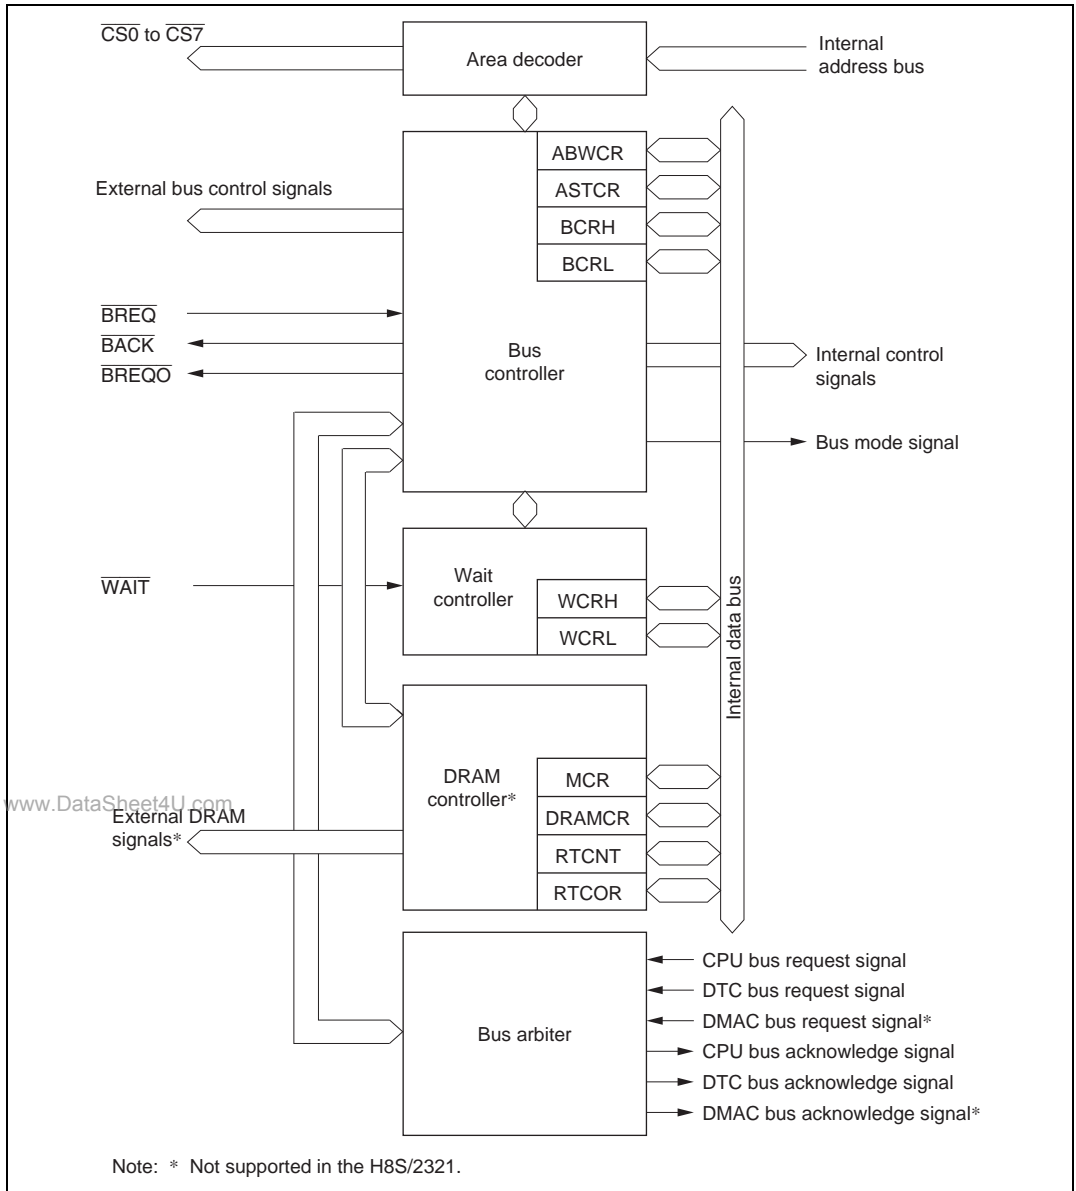 CS0 to CS7
Area decoder
Internal
address bus
ABWCR
ASTCR
BCRH
BCRL
External bus control signals
BREQ
BACK
BREQO
Bus
controller
Internal control
signals
Bus mode signal
WAIT
Wait
controller
WCRH
WCRL
Internal data bus
DRAM
controller*
MCR
DRAMCR
RTCNT
RTCOR
www.DataSheet4U.com
External DRAM
signals*
Bus arbiter
CPU bus request signal
DTC bus request signal
DMAC bus request signal*
CPU bus acknowledge signal
DTC bus acknowledge signal
DMAC bus acknowledge signal*
Note: * Not supported in the H8S/2321.